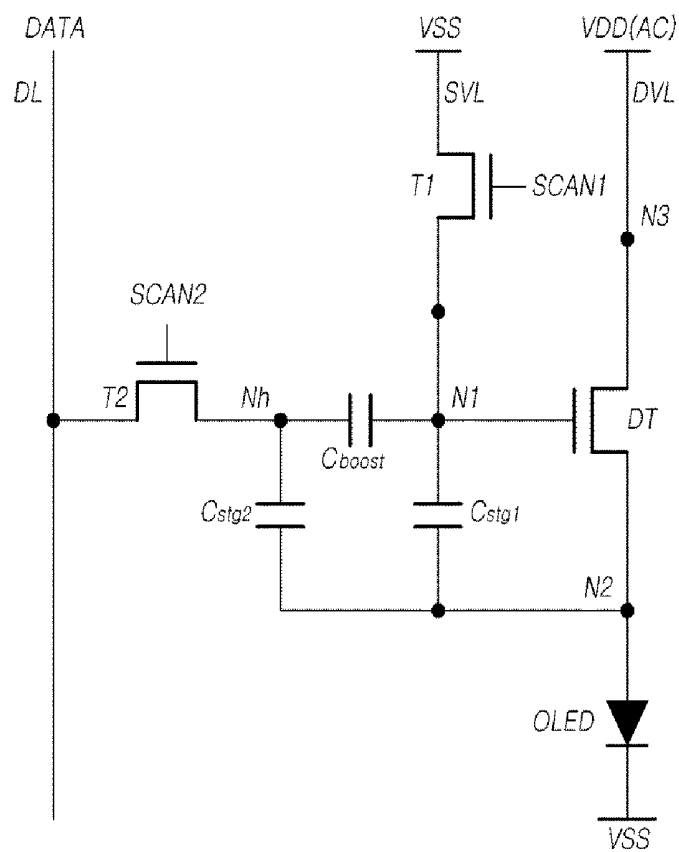 DATA
VSS
VDD(AC)
DL
SVL
DVL
T1
SCAN1
N3
SCAN2
T2
Nh
N1
DT
Cboost
Cstg2
Cstg1
N2
OLED
VSS